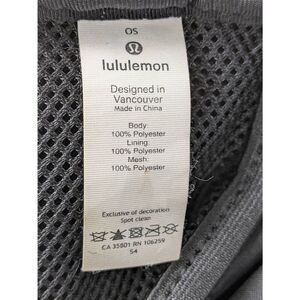 OS
lululemon
Designed in
Vancouver
Made in China
Body:
100% Polyester
Lining:
100% Polyester
Mesh:
100% Polyester
Exclusive of decoration
Spot clean
CA 35801 RN 106259
54